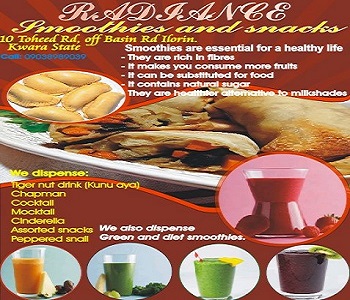 RADIANCE
Smoothies and snacks
10 Toheed Rd, off Basin Rd Ilorin.
Kwara State
Call: 09038989039
Smoothies are essential for a healthy life
- They are rich in fibres
- It makes you consume more fruits
- It can be substituted for food
- It contains natural sugar
- They are healthier alternative to milkshades
We dispense:
Tiger nut drink (Kunu aya)
Chapman
Cocktail
Mocktail
Cinderella
Assorted snacks
Peppered snail
We also dispense
Green and diet smoothies.